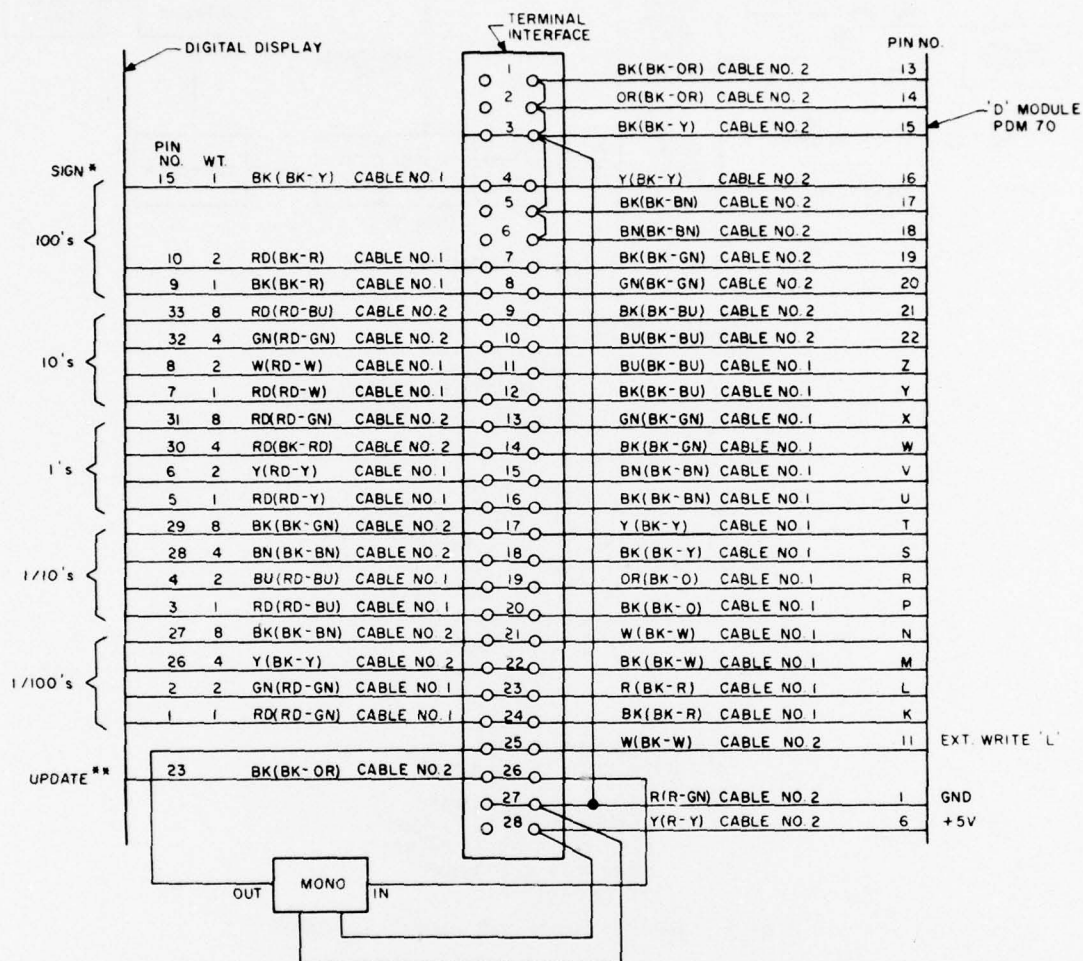 TERMINAL
INTERFACE
DIGITAL DISPLAY
PIN NO.
1 BK(BK-OR) CABLE NO. 2 13
2 OR(BK-OR) CABLE NO. 2 14
'D' MODULE
PDM 70
3 BK(BK-Y) CABLE NO. 2 15
PIN
NO. WT.
SIGN * 15 1 BK(BK-Y) CABLE NO. 1 4 Y(BK-Y) CABLE NO. 2 16
5 BK(BK-BN) CABLE NO. 2 17
100's
6 BN(BK-BN) CABLE NO. 2 18
10 2 RD(BK-R) CABLE NO. 1 7 BK(BK-GN) CABLE NO. 2 19
9 1 BK(BK-R) CABLE NO. 1 8 GN(BK-GN) CABLE NO. 2 20
33 8 RD(RD-BU) CABLE NO. 2 9 BK(BK-BU) CABLE NO. 2 21
32 4 GN(RD-GN) CABLE NO. 2 10 BU(BK-BU) CABLE NO. 2 22
10's
8 2 W(RD-W) CABLE NO. 1 11 BU(BK-BU) CABLE NO. 1 Z
7 1 RD(RD-W) CABLE NO. 1 12 BK(BK-BU) CABLE NO. 1 Y
31 8 RD(RD-GN) CABLE NO. 2 13 GN(BK-GN) CABLE NO. 1 X
30 4 RD(BK-RD) CABLE NO. 2 14 BK(BK-GN) CABLE NO. 1 W
1's
6 2 Y(RD-Y) CABLE NO. 1 15 BN(BK-BN) CABLE NO. 1 V
5 1 RD(RD-Y) CABLE NO. 1 16 BK(BK-BN) CABLE NO. 1 U
29 8 BK(BK-GN) CABLE NO. 2 17 Y(BK-Y) CABLE NO 1 T
28 4 BN(BK-BN) CABLE NO. 2 18 BK(BK-Y) CABLE NO 1 S
1/10's
4 2 BU(RD-BU) CABLE NO. 1 19 OR(BK-O) CABLE NO. 1 R
3 1 RD(RD-BU) CABLE NO. 1 20 BK(BK-O) CABLE NO. 1 P
27 8 BK(BK-BN) CABLE NO. 2 21 W(BK-W) CABLE NO. 1 N
26 4 Y(BK-Y) CABLE NO. 2 22 BK(BK-W) CABLE NO. 1 M
1/100's
2 2 GN(RD-GN) CABLE NO. 1 23 R(BK-R) CABLE NO. 1 L
1 1 RD(RD-GN) CABLE NO. 1 24 BK(BK-R) CABLE NO. 1 K
25 W(BK-W) CABLE NO. 2 11 EXT. WRITE 'L'
UPDATE ** 23 BK(BK-OR) CABLE NO. 2 26
27 R(R-GN) CABLE NO. 2 1 GND
28 Y(R-Y) CABLE NO. 2 6 +5V
OUT MONO IN